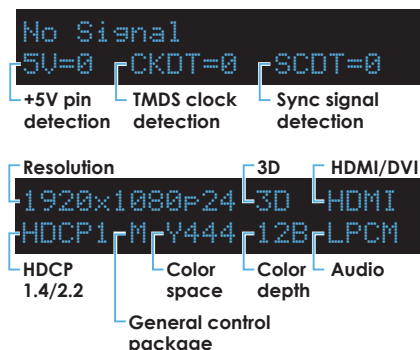 No Signal
5V=0 CKDT=0 SCDT=0
+5V pin detection
TMDS clock detection
Sync signal detection
Resolution 3D HDMI/DVI
1920x1080p24 3D HDMI
HDCP1 M Y444 12B LPCM
HDCP 1.4/2.2
Color space
Color depth
Audio
General control package